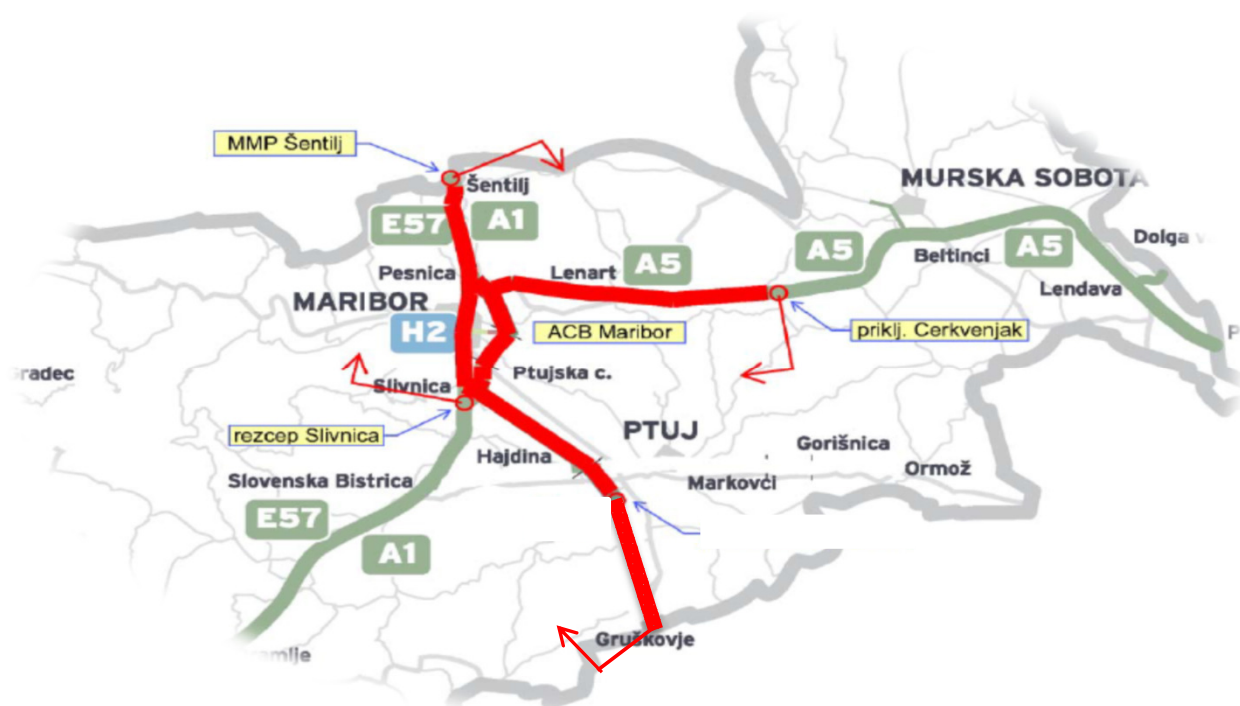 MMP Šentilj
Šentilj
MURSKA SOBOTA
E57
A1
Pesnica
Lenart
A5
A5
Beltinci
A5
Dolga
Lendava
MARIBOR
H2
ACB Maribor
priklj. Cerkvenjak
Slivnica
Ptujska c.
rezcep Slivnica
PTUJ
Hajdina
Gorišnica
Slovenska Bistrica
Markovci
Ormož
E57
A1
Gruškovje